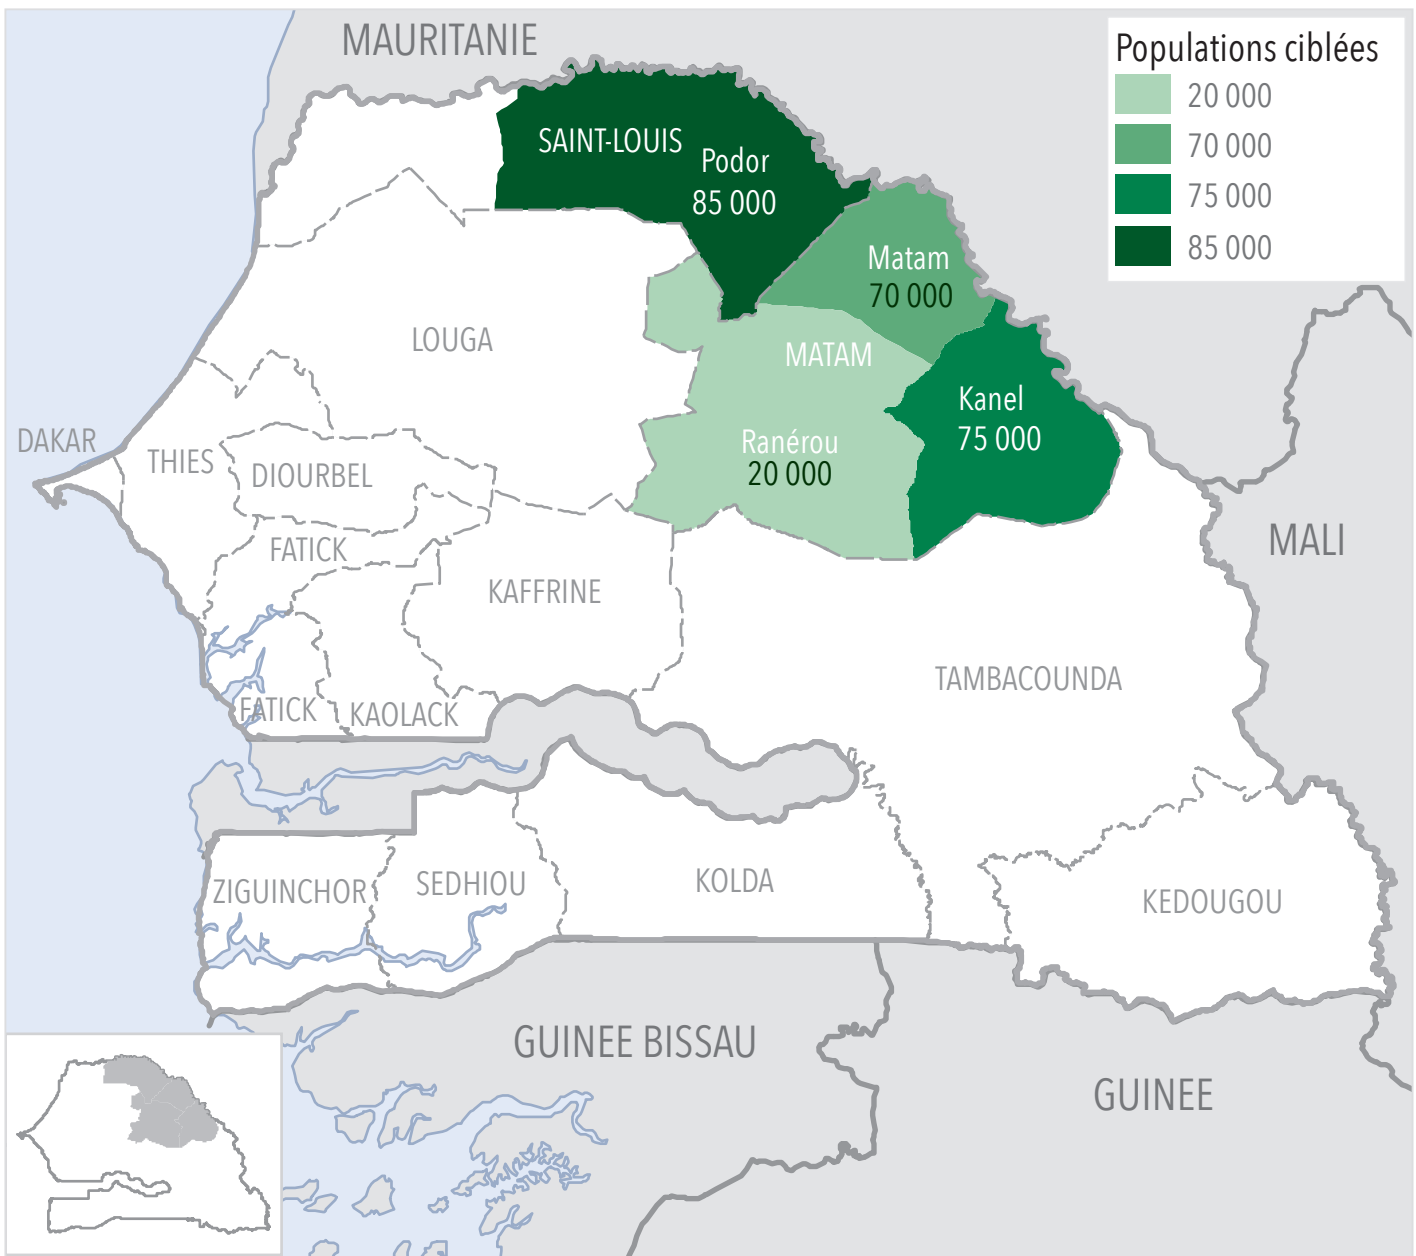 MAURITANIE
Populations ciblées
20 000
70 000
75 000
85 000
SAINT-LOUIS
Podor
85 000
Matam
70 000
LOUGA
MATAM
Kanel
75 000
Ranérou
20 000
DAKAR
THIES
DIOURBEL
FATICK
KAFFRINE
MALI
TAMBACOUNDA
FATICK
KAOLACK
ZIGUINCHOR
SEDHIOU
KOLDA
KEDOUGOU
GUINEE BISSAU
GUINEE